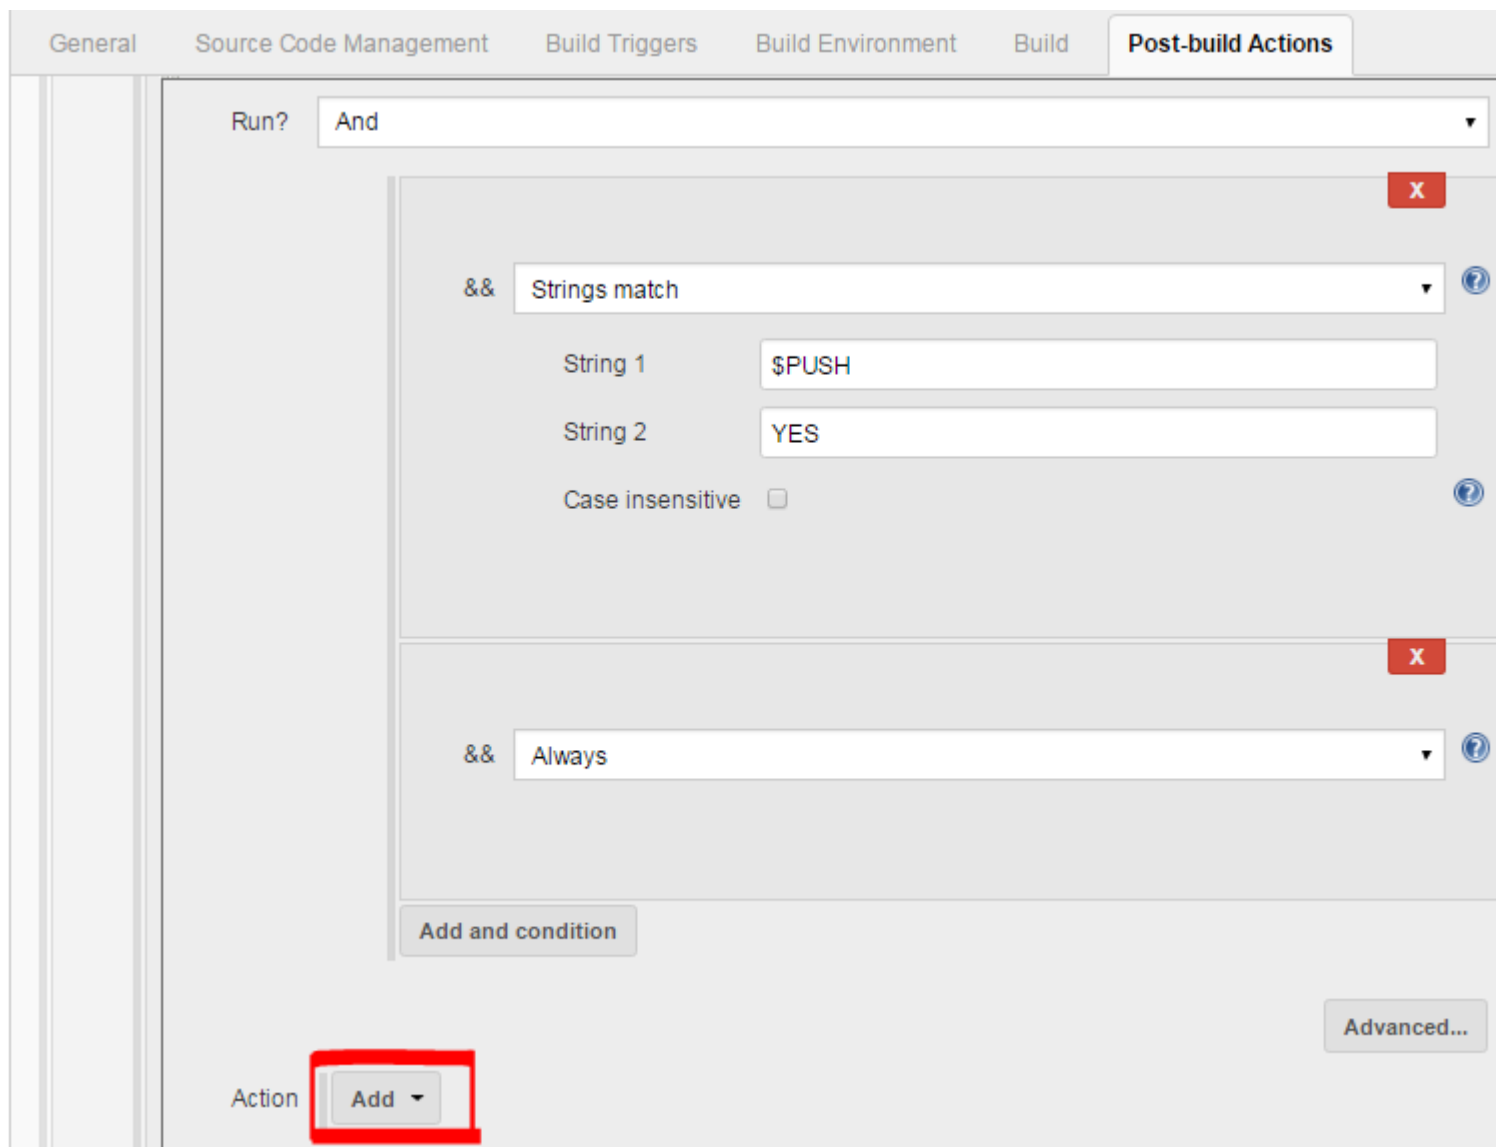 General Source Code Management Build Triggers Build Environment Build Post-build Actions
Run? And
X
&& Strings match ?
String 1 $PUSH
String 2 YES
Case insensitive ?
X
&& Always ?
Add and condition
Advanced...
Action Add